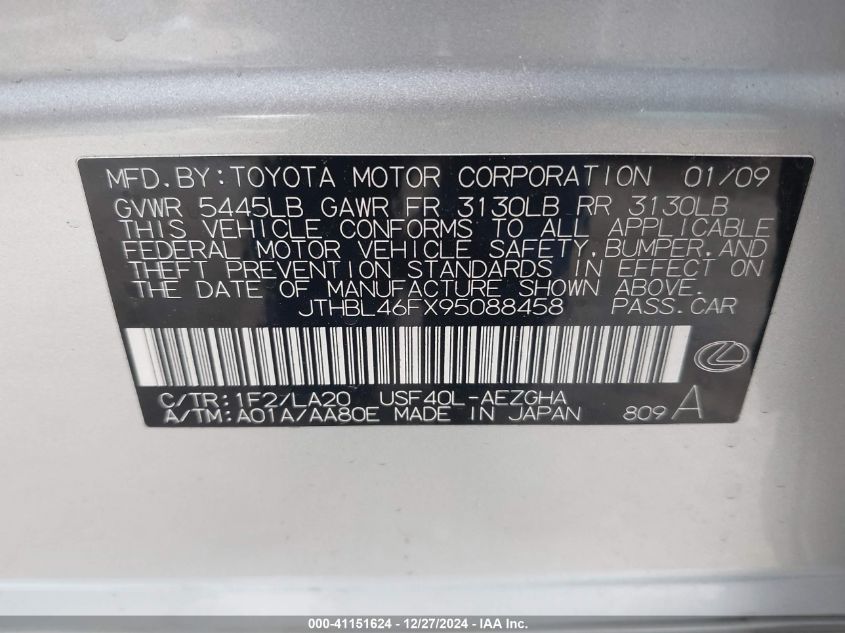 MFD.BY:TOYOTA MOTOR CORPORATION 01/09
GVWR 5445LB GAWR FR 3130LB RR 3130LB
THIS VEHICLE CONFORMS TO ALL APPLICABLE
FEDERAL MOTOR VEHICLE SAFETY,BUMPER,AND
THEFT PREVENTION STANDARDS IN EFFECT ON
THE DATE OF MANUFACTURE SHOWN ABOVE.
JTHBL46FX95088458 PASS.CAR
C/TR:1F2/LA20 USF40L-AEZGHA
A/TM:A01A/AA80E MADE IN JAPAN 809 A
000-41151624 - 12/27/2024 - IAA Inc.